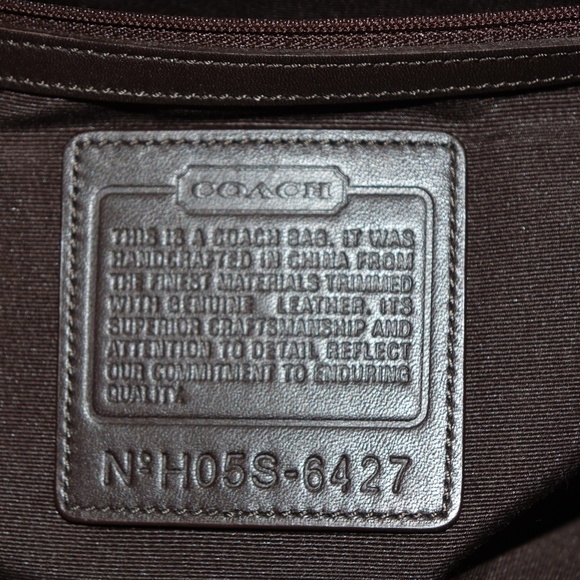 COACH
THIS IS A COACH BAG. IT WAS
HANDCRAFTED IN CHINA FROM
THE FINEST MATERIALS TRIMMED
WITH GENUINE LEATHER. ITS
SUPERIOR CRAFTSMANSHIP AND
ATTENTION TO DETAIL REFLECT
OUR COMMITMENT TO ENDURING
QUALITY.
Nº H05S-6427